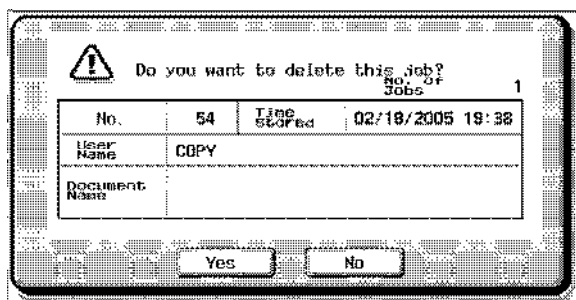 Do you want to delete this job?
No. of Jobs 1
No. 54 Time Stored 02/18/2005 19:38
User Name COPY
Document Name
Yes No